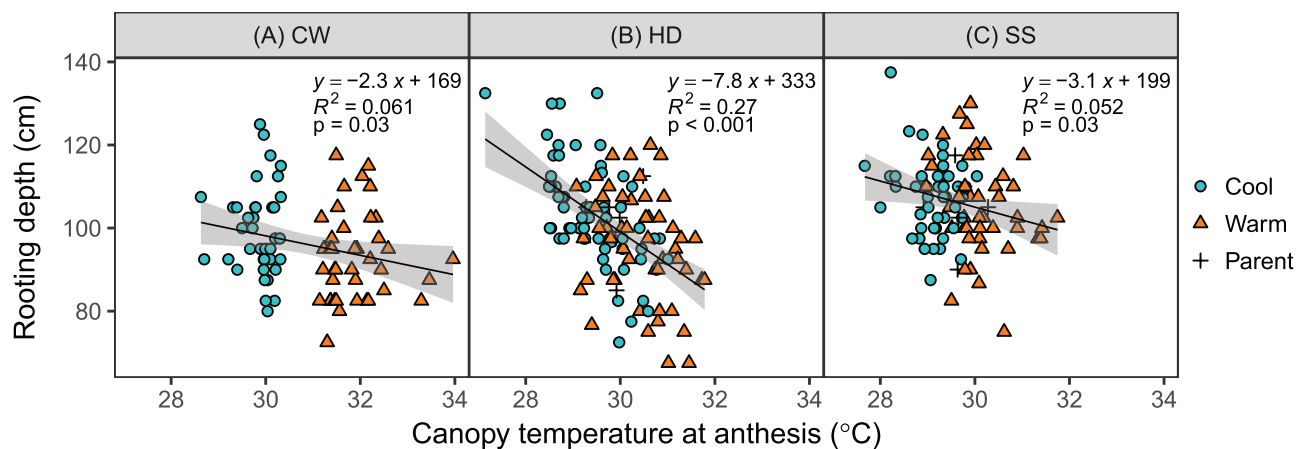 (A) CW
(B) HD
(C) SS
y = −2.3 x + 169
R² = 0.061
p = 0.03
y = −7.8 x + 333
R² = 0.27
p < 0.001
y = −3.1 x + 199
R² = 0.052
p = 0.03
Rooting depth (cm)
140
120
100
80
28 30 32 34 28 30 32 34 28 30 32 34
Canopy temperature at anthesis (°C)
Cool
Warm
Parent